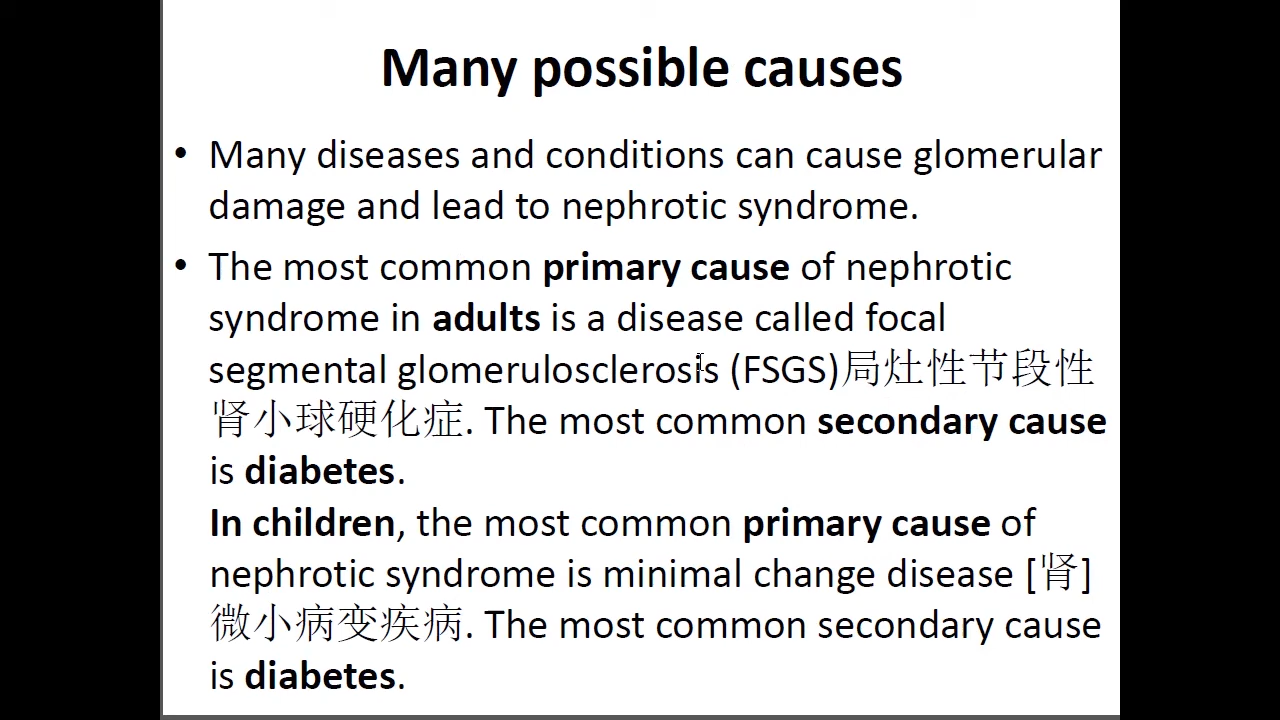 Many possible causes
• Many diseases and conditions can cause glomerular
damage and lead to nephrotic syndrome.
• The most common primary cause of nephrotic
syndrome in adults is a disease called focal
segmental glomerulosclerosis (FSGS)局灶性节段性
肾小球硬化症. The most common secondary cause
is diabetes.
In children, the most common primary cause of
nephrotic syndrome is minimal change disease [肾]
微小病变疾病. The most common secondary cause
is diabetes.